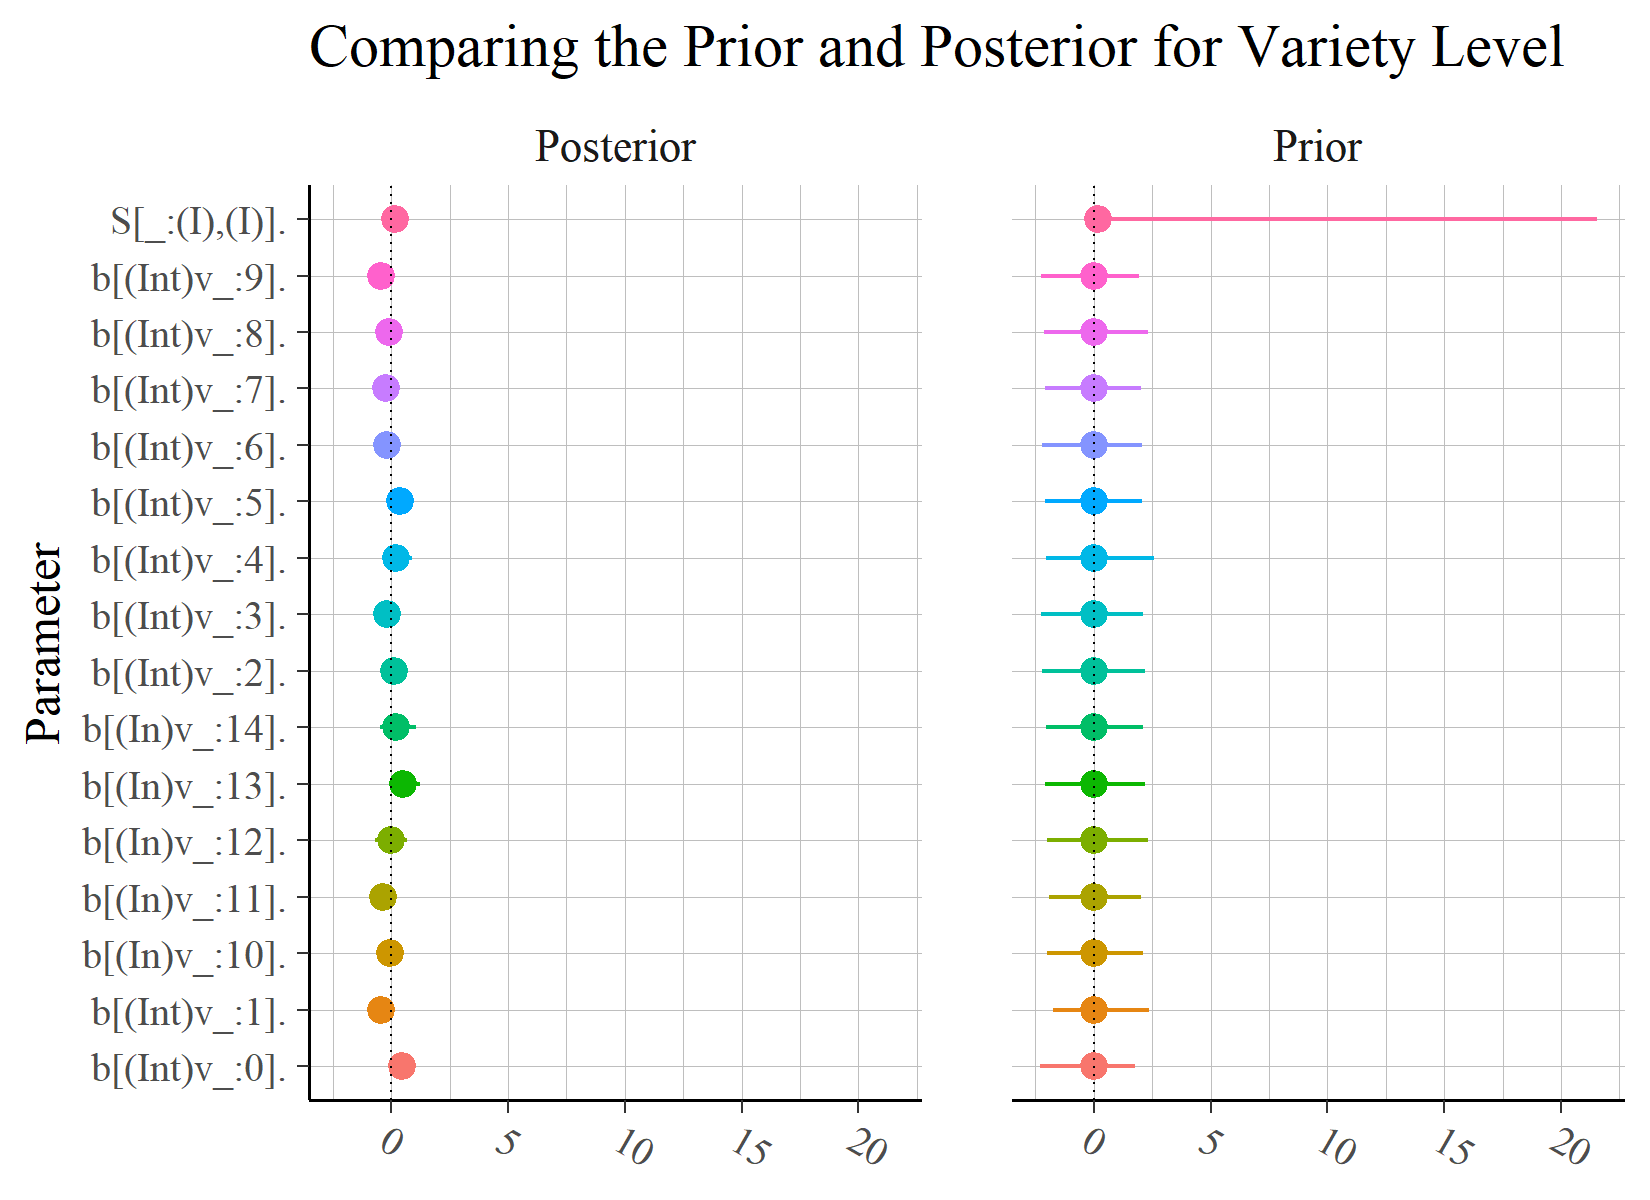 Comparing the Prior and Posterior for Variety Level
Posterior
Prior
Parameter
S[_:(I),(I)].
b[(Int)v_:9].
b[(Int)v_:8].
b[(Int)v_:7].
b[(Int)v_:6].
b[(Int)v_:5].
b[(Int)v_:4].
b[(Int)v_:3].
b[(Int)v_:2].
b[(In)v_:14].
b[(In)v_:13].
b[(In)v_:12].
b[(In)v_:11].
b[(In)v_:10].
b[(Int)v_:1].
b[(Int)v_:0].
0 5 10 15 20
0 5 10 15 20